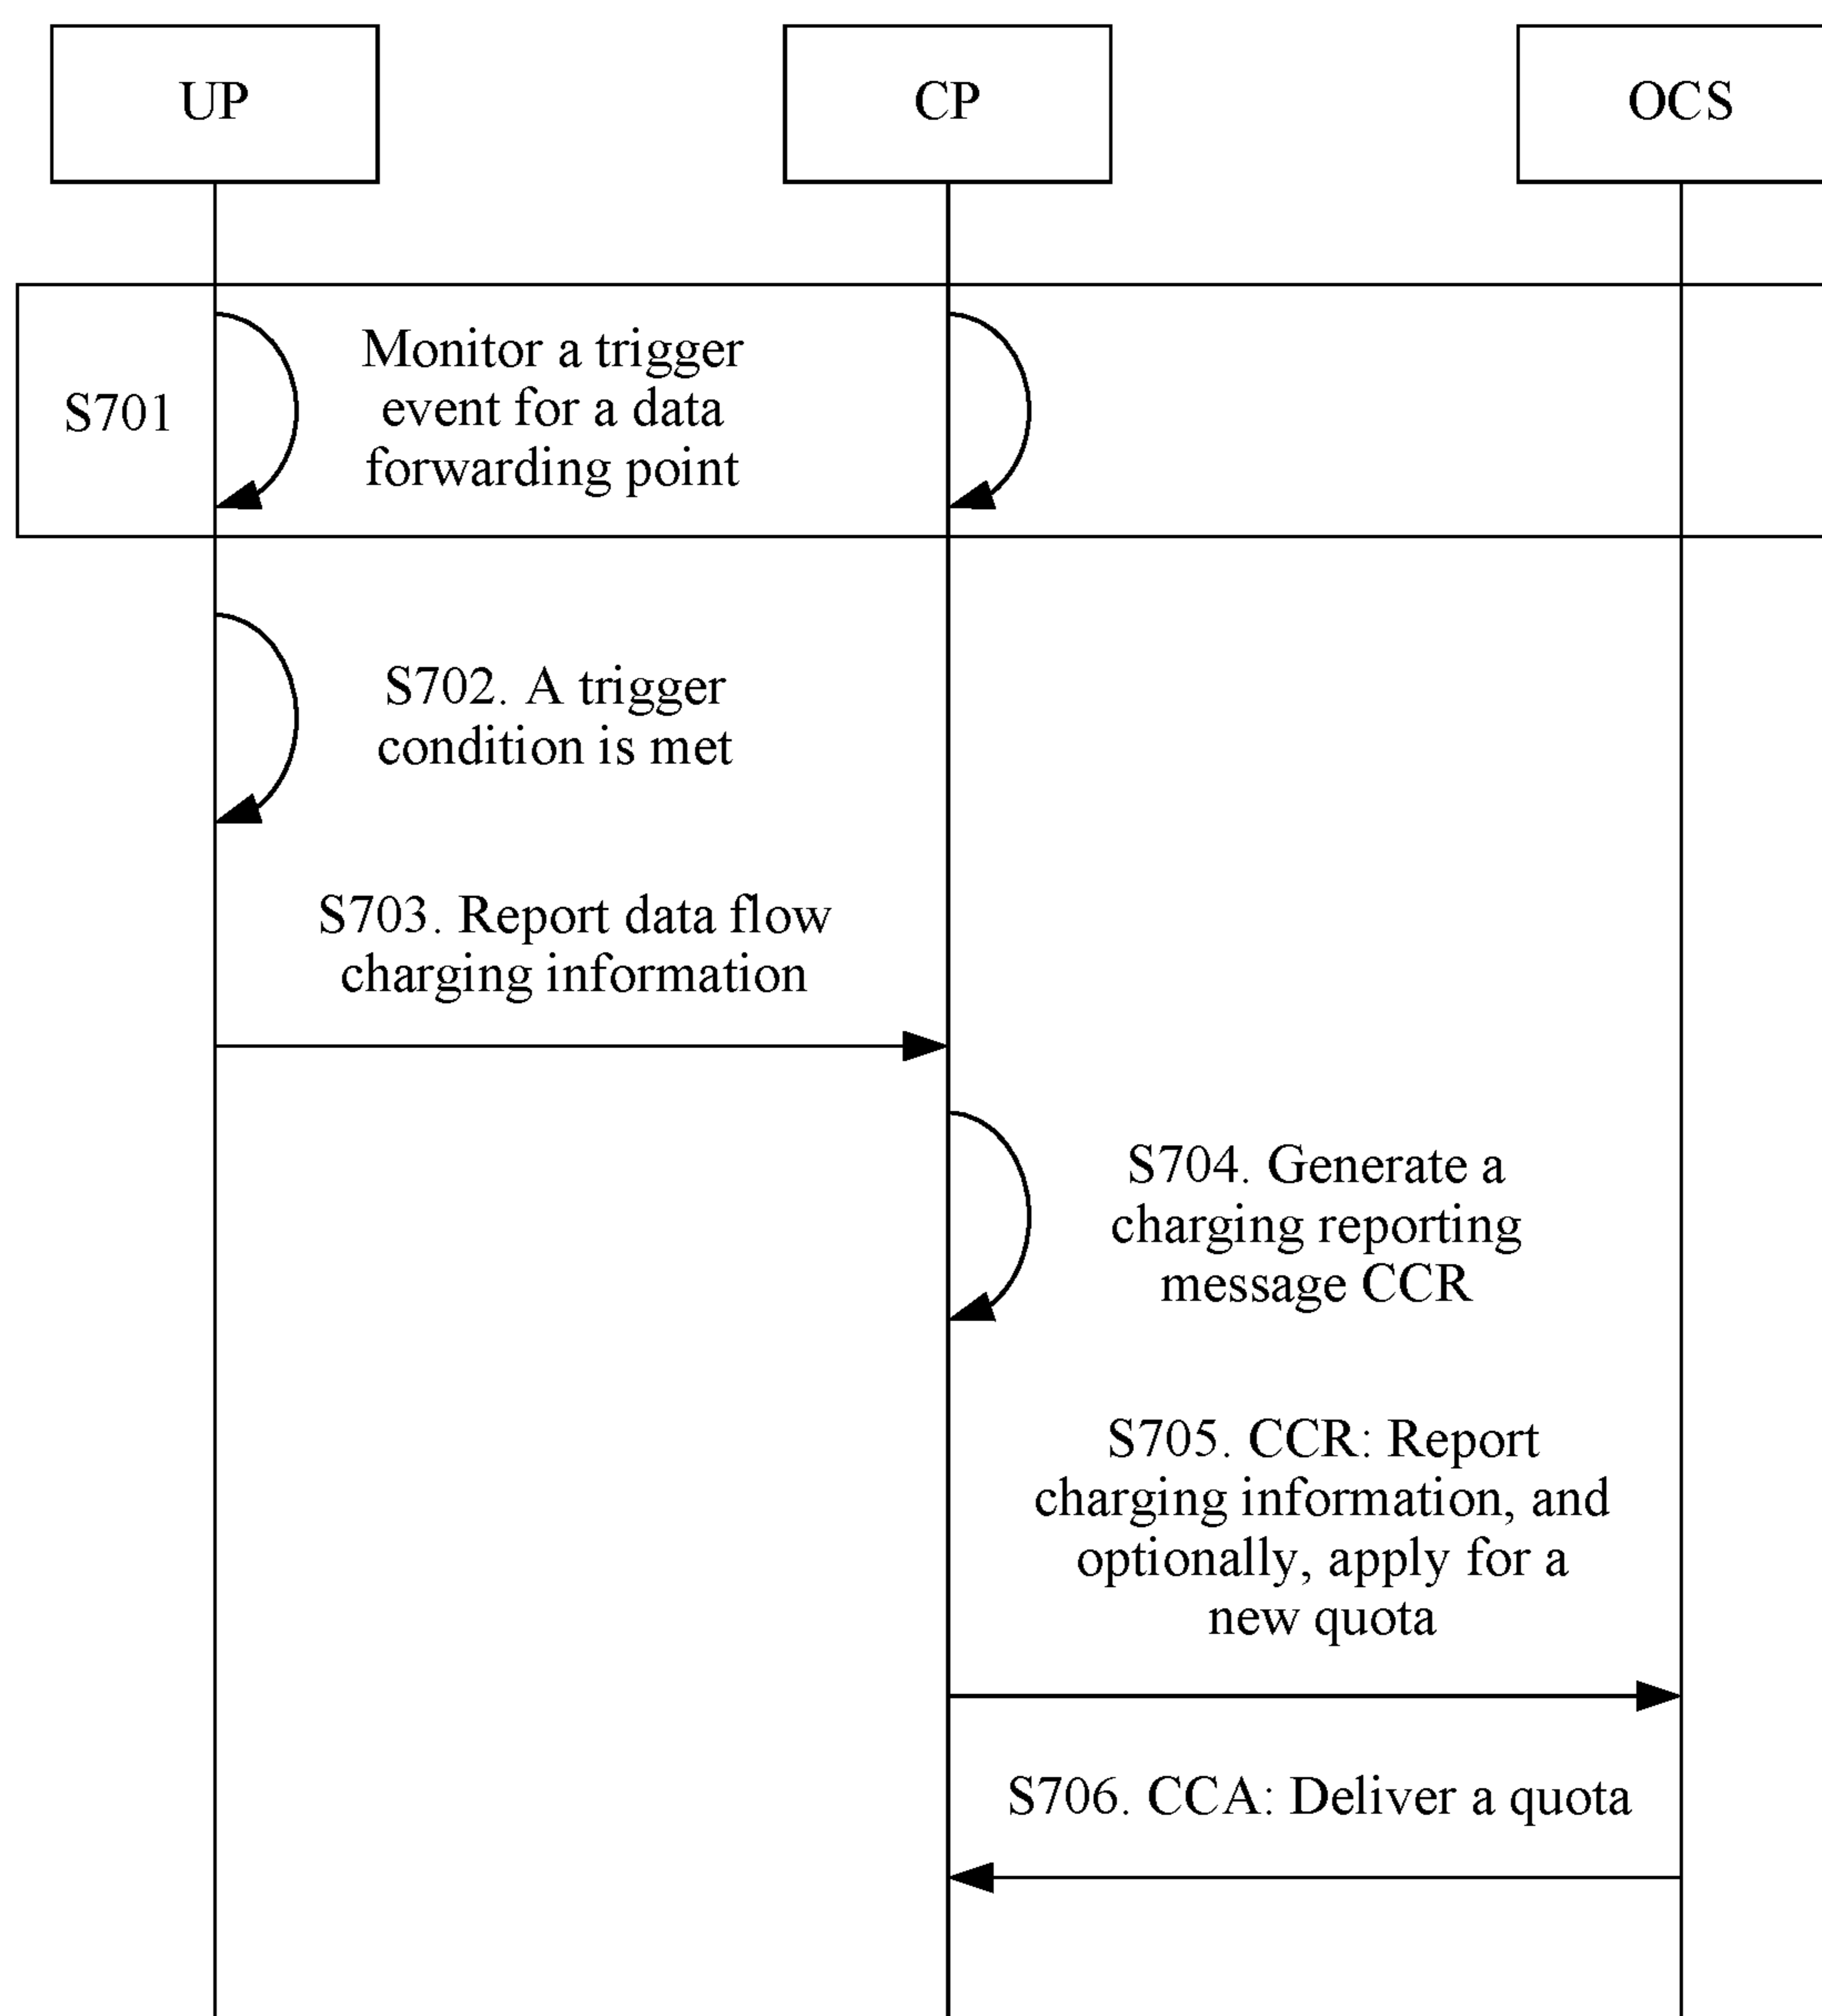 UP
CP
OCS
S701
Monitor a trigger
event for a data
forwarding point
S702. A trigger
condition is met
S703. Report data flow
charging information
S704. Generate a
charging reporting
message CCR
S705. CCR: Report
charging information, and
optionally, apply for a
new quota
S706. CCA: Deliver a quota